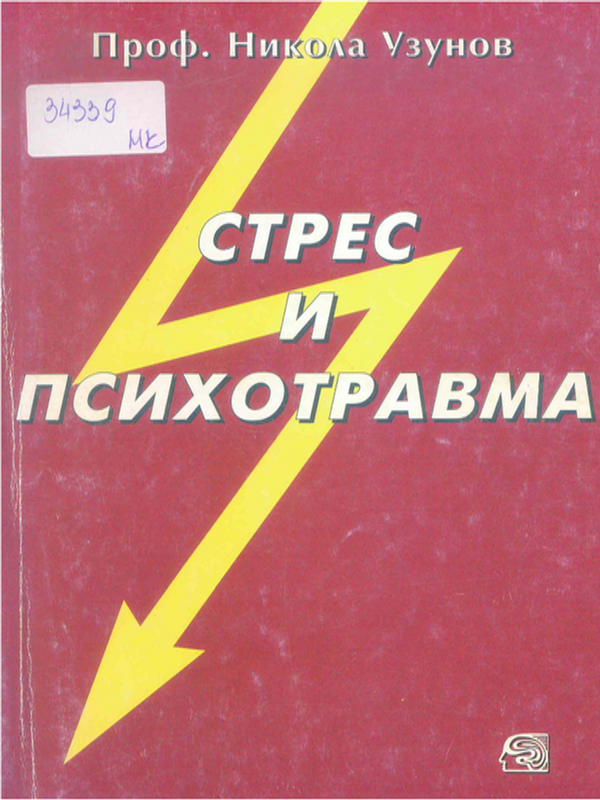 Проф. Никола Узунов
34339
МК
СТРЕС
И
ПСИХОТРАВМА